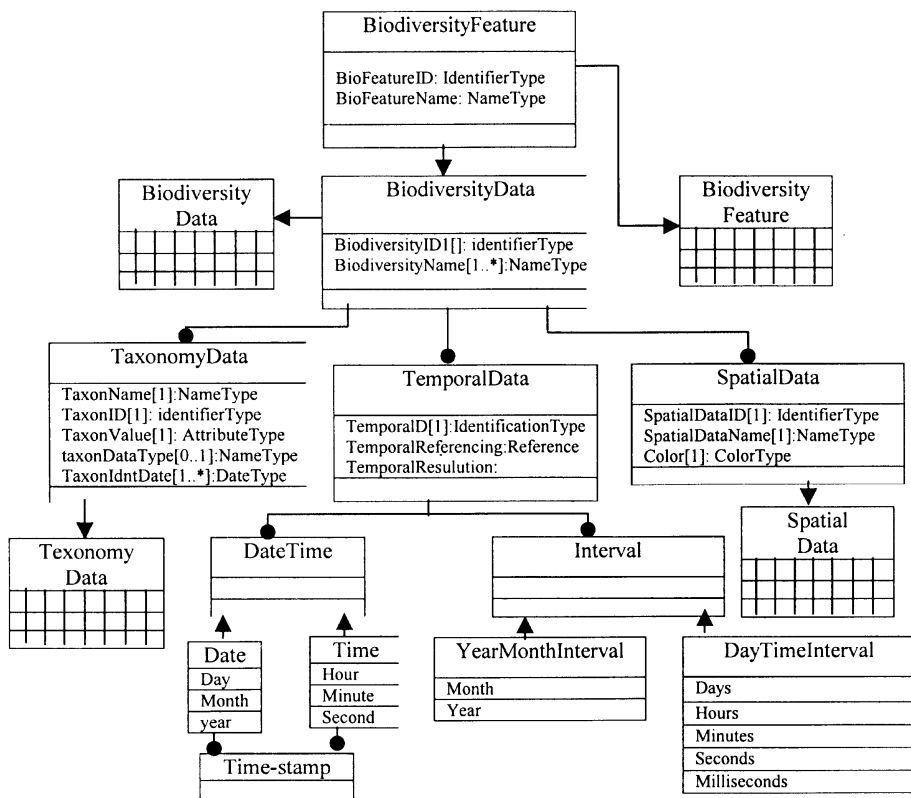 BiodiversityFeature
BioFeatureID: IdentifierType
BioFeatureName: NameType
BiodiversityData
BiodiversityID1[]: identifierType
BiodiversityName[1..*]:NameType
Biodiversity
Data
Biodiversity
Feature
TaxonomyData
TaxonName[1]:NameType
TaxonID[1]: identifierType
TaxonValue[1]: AttributeType
taxonDataType[0..1]:NameType
TaxonIdntDate[1..*]:DateType
TemporalData
TemporalD[1]:IdentificationType
TemporalReferencing:Reference
TemporalResulution:
SpatialData
SpatialDataID[1]: IdentifierType
SpatialDataName[1]:NameType
Color[1]: ColorType
Texonomy
Data
DateTime
Interval
Spatial
Data
Date
Day
Month
year
Time
Hour
Minute
Second
YearMonthInterval
Month
Year
DayTimeInterval
Days
Hours
Minutes
Seconds
Milliseconds
Time-stamp